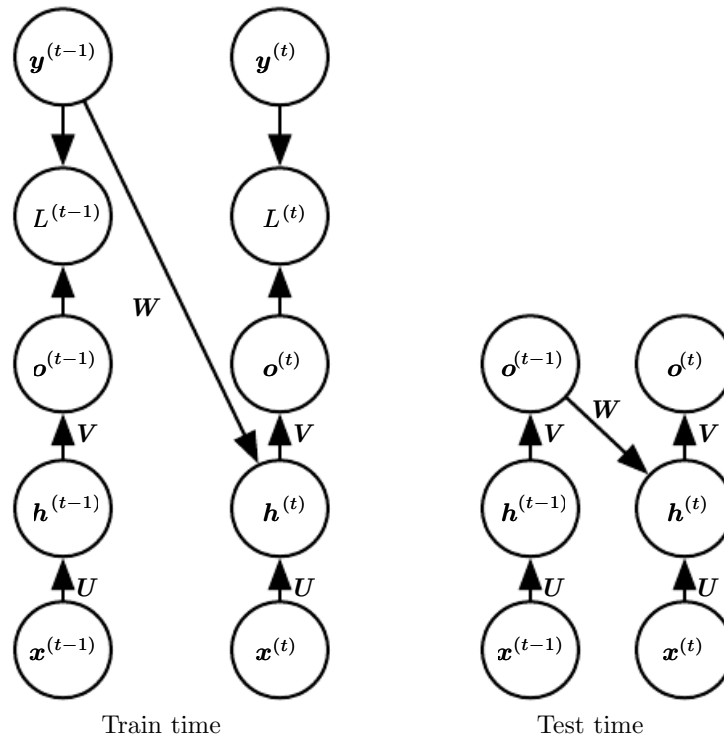 y^(t−1) y^(t)
L^(t−1) L^(t)
W
o^(t−1) o^(t) o^(t−1) o^(t)
W
V V V V
h^(t−1) h^(t) h^(t−1) h^(t)
U U U U
x^(t−1) x^(t) x^(t−1) x^(t)
Train time Test time